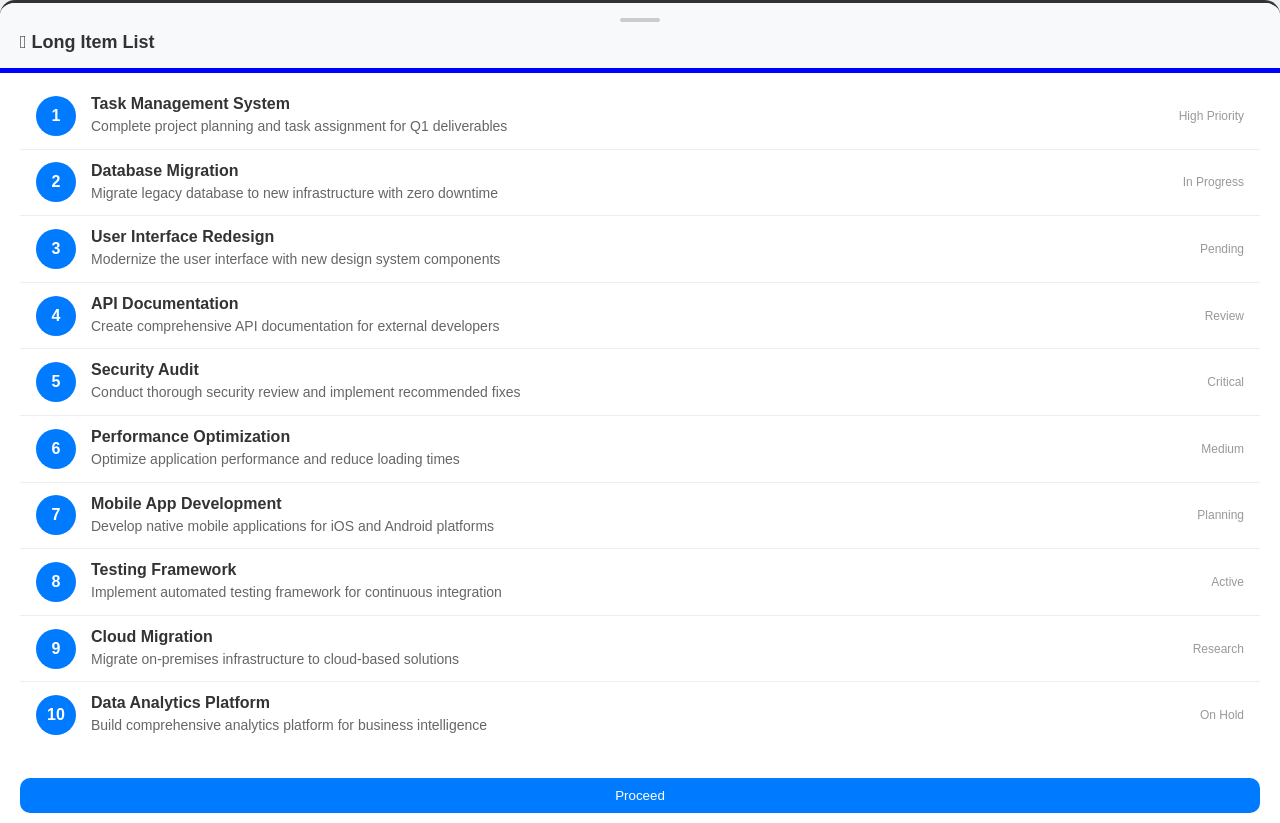 Long Item List
1
Task Management System
Complete project planning and task assignment for Q1 deliverables
High Priority
2
Database Migration
Migrate legacy database to new infrastructure with zero downtime
In Progress
3
User Interface Redesign
Modernize the user interface with new design system components
Pending
4
API Documentation
Create comprehensive API documentation for external developers
Review
5
Security Audit
Conduct thorough security review and implement recommended fixes
Critical
6
Performance Optimization
Optimize application performance and reduce loading times
Medium
7
Mobile App Development
Develop native mobile applications for iOS and Android platforms
Planning
8
Testing Framework
Implement automated testing framework for continuous integration
Active
9
Cloud Migration
Migrate on-premises infrastructure to cloud-based solutions
Research
10
Data Analytics Platform
Build comprehensive analytics platform for business intelligence
On Hold
Proceed